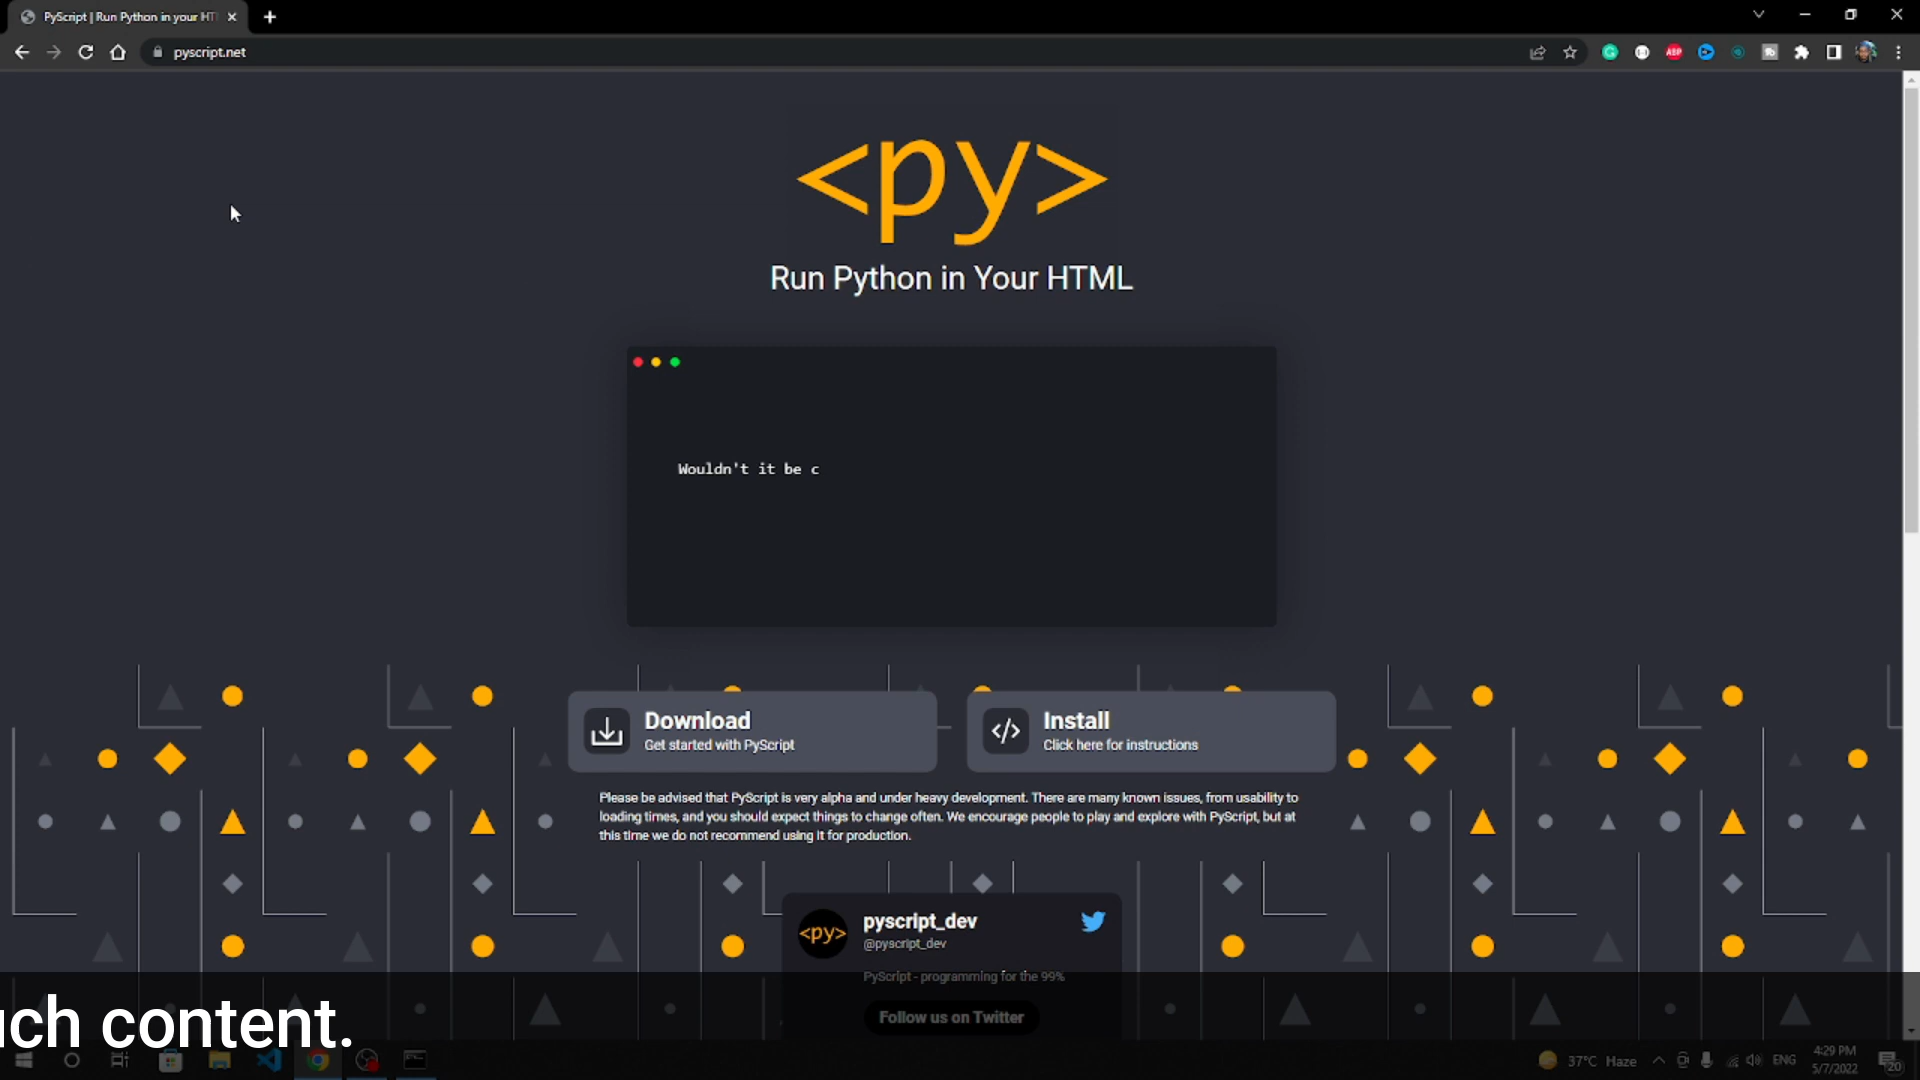 PyScript | Run Python in your HT
pyscript.net
ABP
<py>
Run Python in Your HTML
Wouldn't it be c
Download
Get started with PyScript
</>
Install
Click here for instructions
Please be advised that PyScript is very alpha and under heavy development. There are many known issues, from usability to
loading times, and you should expect things to change often. We encourage people to play and explore with PyScript, but at
this time we do not recommend using it for production.
<py>
pyscript_dev
@pyscript_dev
PyScript - programming for the 99%
Follow us on Twitter
uch content.
37°C Haze
ENG
4:29 PM
5/7/2022
20